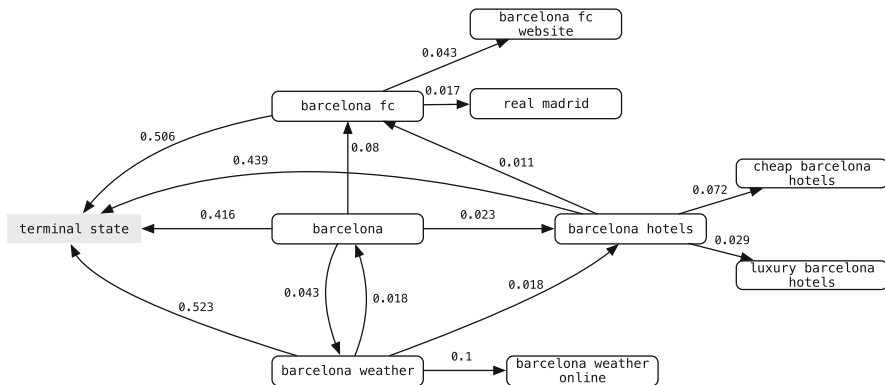 barcelona fc
website
0.043
0.017
barcelona fc
real madrid
0.506
0.08
0.439
0.011
cheap barcelona
hotels
0.072
0.416
0.023
terminal state
barcelona
barcelona hotels
0.029
luxury barcelona
hotels
0.043
0.018
0.018
0.523
0.1
barcelona weather
barcelona weather
online